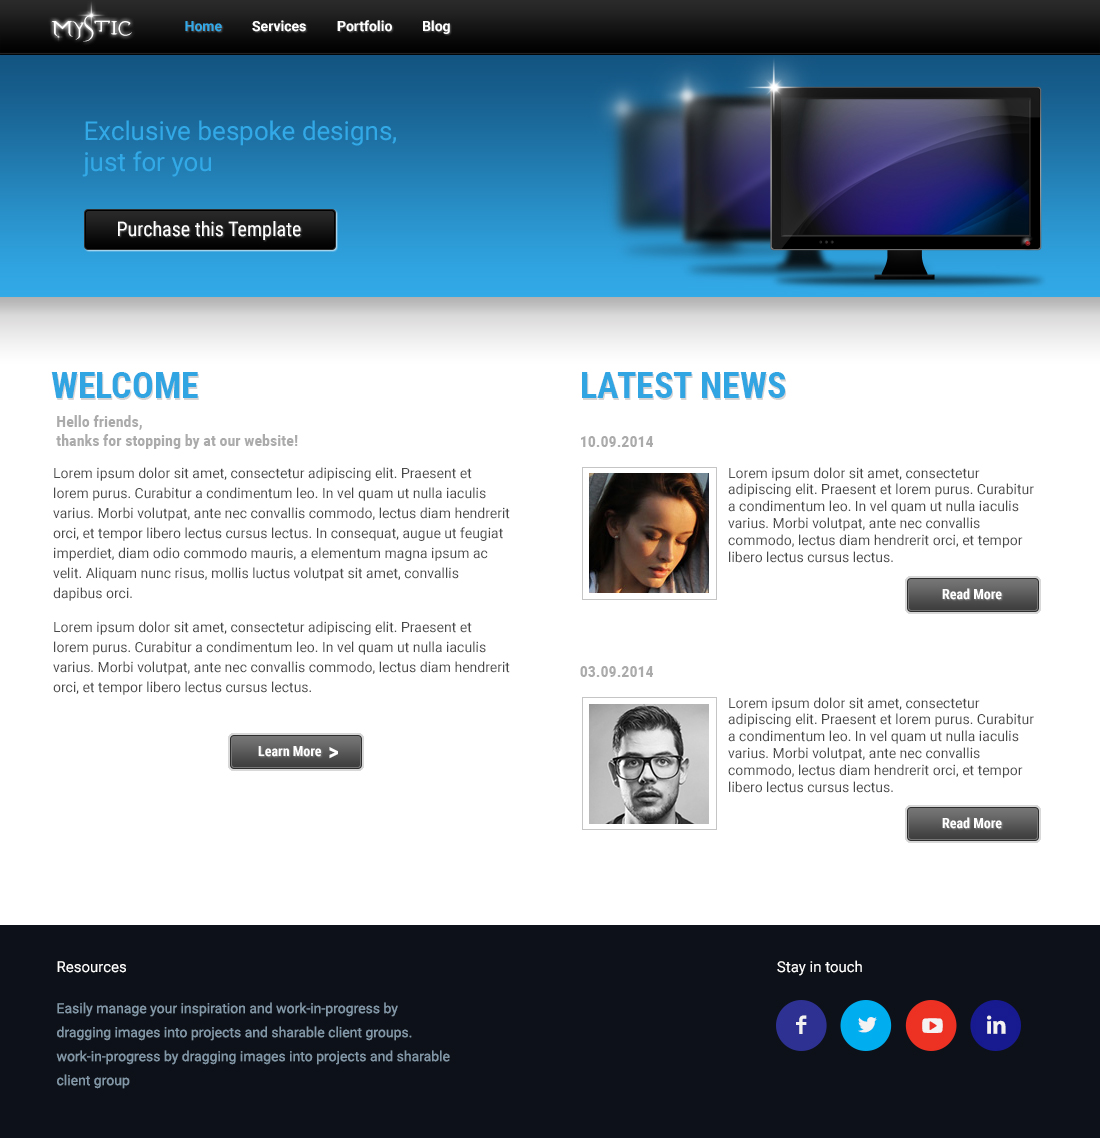 MYSTIC
Home Services Portfolio Blog
Exclusive bespoke designs,
just for you
Purchase this Template
WELCOME
Hello friends,
thanks for stopping by at our website!
Lorem ipsum dolor sit amet, consectetur adipiscing elit. Praesent et
lorem purus. Curabitur a condimentum leo. In vel quam ut nulla iaculis
varius. Morbi volutpat, ante nec convallis commodo, lectus diam hendrerit
orci, et tempor libero lectus cursus lectus. In consequat, augue ut feugiat
imperdiet, diam odio commodo mauris, a elementum magna ipsum ac
velit. Aliquam nunc risus, mollis luctus volutpat sit amet, convallis
dapibus orci.
Lorem ipsum dolor sit amet, consectetur adipiscing elit. Praesent et
lorem purus. Curabitur a condimentum leo. In vel quam ut nulla iaculis
varius. Morbi volutpat, ante nec convallis commodo, lectus diam hendrerit
orci, et tempor libero lectus cursus lectus.
Learn More >
LATEST NEWS
10.09.2014
Lorem ipsum dolor sit amet, consectetur
adipiscing elit. Praesent et lorem purus. Curabitur
a condimentum leo. In vel quam ut nulla iaculis
varius. Morbi volutpat, ante nec convallis
commodo, lectus diam hendrerit orci, et tempor
libero lectus cursus lectus.
Read More
03.09.2014
Lorem ipsum dolor sit amet, consectetur
adipiscing elit. Praesent et lorem purus. Curabitur
a condimentum leo. In vel quam ut nulla iaculis
varius. Morbi volutpat, ante nec convallis
commodo, lectus diam hendrerit orci, et tempor
libero lectus cursus lectus.
Read More
Resources
Easily manage your inspiration and work-in-progress by
dragging images into projects and sharable client groups.
work-in-progress by dragging images into projects and sharable
client group
Stay in touch
f in